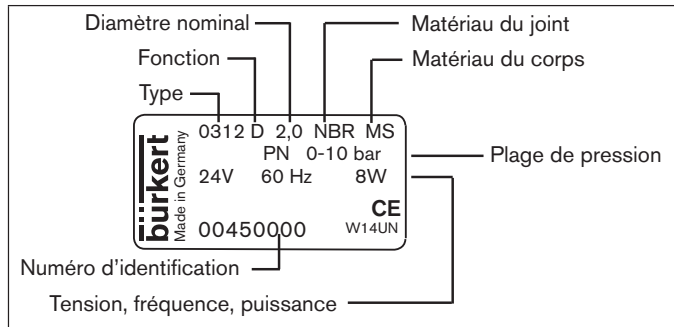 Diamètre nominal
Matériau du joint
Fonction
Matériau du corps
Type
0312 D 2,0 NBR MS
PN 0-10 bar
Plage de pression
24V 60 Hz 8W
CE
00450000 W14UN
bürkert
Made in Germany
Numéro d'identification
Tension, fréquence, puissance